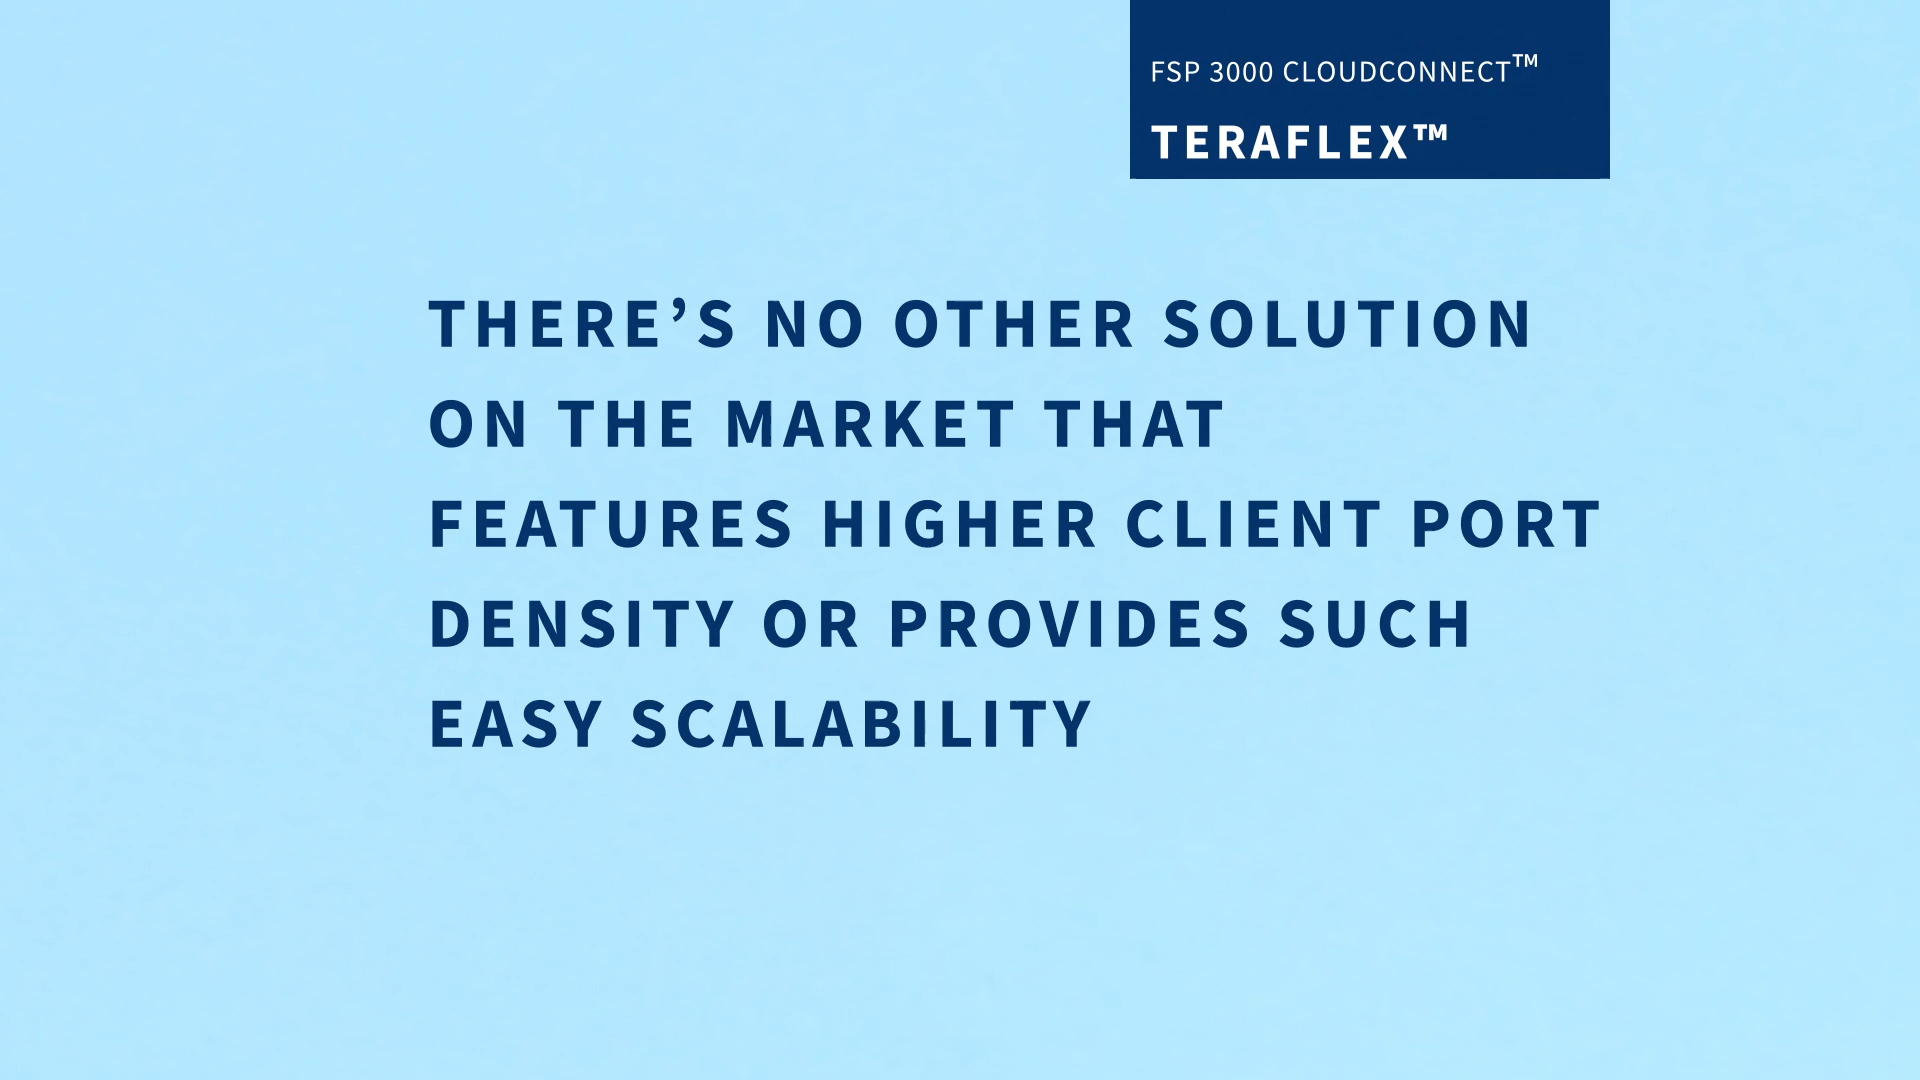 FSP 3000 CLOUDCONNECT™
TERAFLEX™
THERE’S NO OTHER SOLUTION
ON THE MARKET THAT
FEATURES HIGHER CLIENT PORT
DENSITY OR PROVIDES SUCH
EASY SCALABILITY